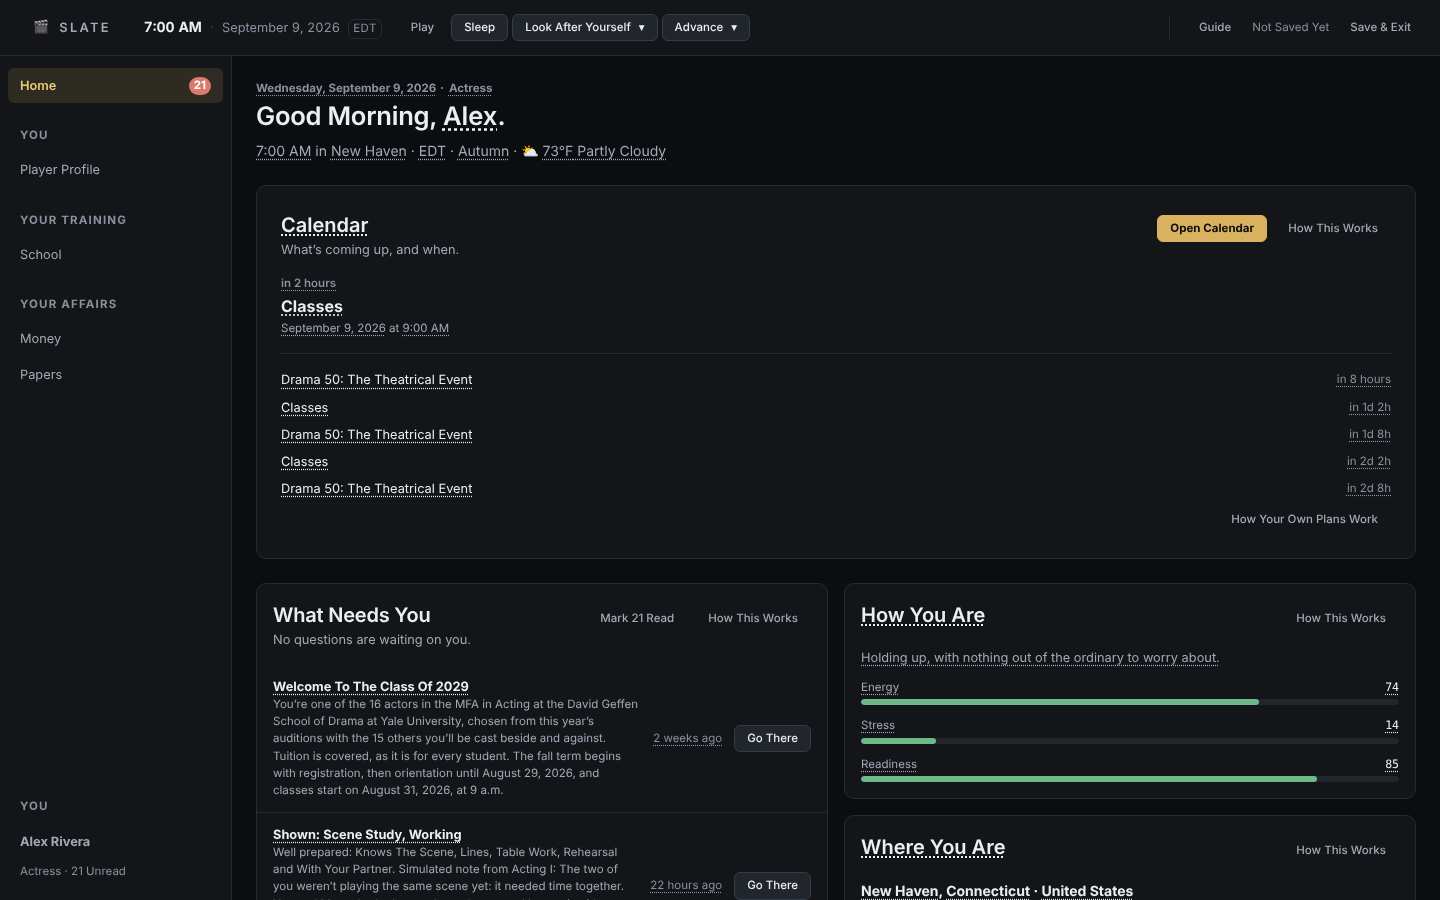 🎬 SLATE
7:00 AM · September 9, 2026 EDT
Play
Sleep
Look After Yourself ▾
Advance ▾
Guide
Not Saved Yet
Save & Exit
Home 21
YOU
Player Profile
YOUR TRAINING
School
YOUR AFFAIRS
Money
Papers
YOU
Alex Rivera
Actress · 21 Unread
Wednesday, September 9, 2026 · Actress
Good Morning, Alex.
7:00 AM in New Haven · EDT · Autumn · ⛅ 73°F Partly Cloudy
Calendar
What's coming up, and when.
Open Calendar
How This Works
in 2 hours
Classes
September 9, 2026 at 9:00 AM
Drama 50: The Theatrical Event in 8 hours
Classes in 1d 2h
Drama 50: The Theatrical Event in 1d 8h
Classes in 2d 2h
Drama 50: The Theatrical Event in 2d 8h
How Your Own Plans Work
What Needs You
Mark 21 Read
How This Works
No questions are waiting on you.
Welcome To The Class Of 2029
You're one of the 16 actors in the MFA in Acting at the David Geffen
School of Drama at Yale University, chosen from this year's
auditions with the 15 others you'll be cast beside and against.
Tuition is covered, as it is for every student. The fall term begins
with registration, then orientation until August 29, 2026, and
classes start on August 31, 2026, at 9 a.m.
2 weeks ago
Go There
Shown: Scene Study, Working
Well prepared: Knows The Scene, Lines, Table Work, Rehearsal
and With Your Partner. Simulated note from Acting I: The two of
you weren't playing the same scene yet: it needed time together.
22 hours ago
Go There
How You Are
How This Works
Holding up, with nothing out of the ordinary to worry about.
Energy 74
Stress 14
Readiness 85
Where You Are
How This Works
New Haven, Connecticut · United States